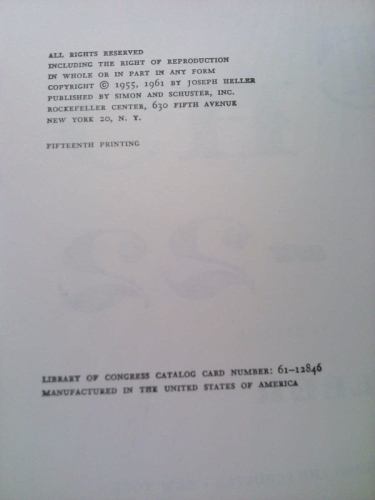 ALL RIGHTS RESERVED
INCLUDING THE RIGHT OF REPRODUCTION
IN WHOLE OR IN PART IN ANY FORM
COPYRIGHT © 1955, 1961 BY JOSEPH HELLER
PUBLISHED BY SIMON AND SCHUSTER, INC.
ROCKEFELLER CENTER, 630 FIFTH AVENUE
NEW YORK 20, N. Y.
FIFTEENTH PRINTING
LIBRARY OF CONGRESS CATALOG CARD NUMBER: 61–12846
MANUFACTURED IN THE UNITED STATES OF AMERICA